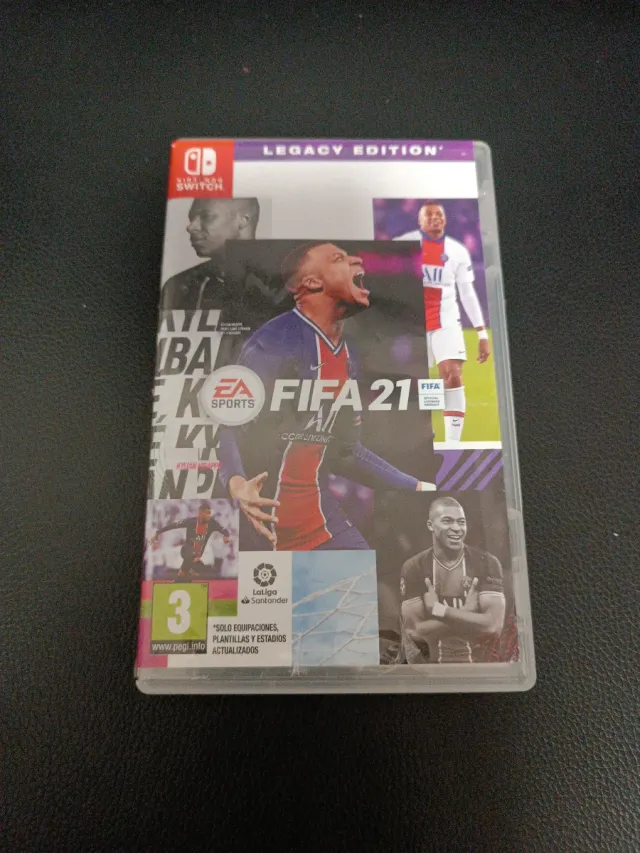 LEGACY EDITION*
SWITCH
EA
SPORTS
FIFA 21
FIFA
ALL
LaLiga
Santander
3
www.pegi.info
*SOLO EQUIPACIONES,
PLANTILLAS Y ESTADIOS
ACTUALIZADOS